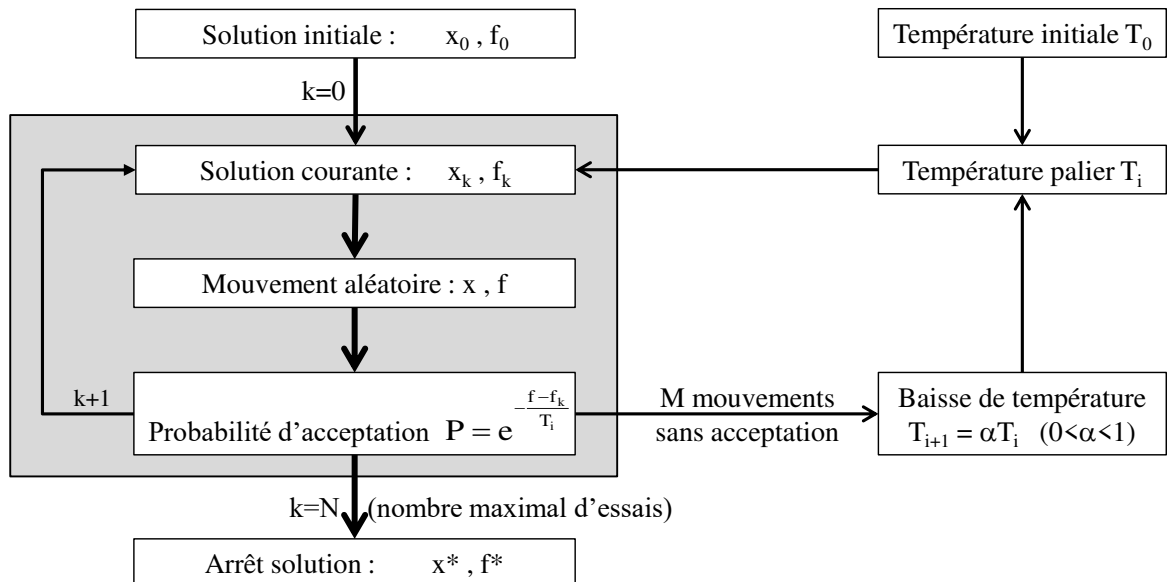 Solution initiale : x₀ , f₀
Température initiale T₀
k=0
Solution courante : xₖ , fₖ
Température palier Tᵢ
Mouvement aléatoire : x , f
k+1
Probabilité d'acceptation P = e^(-(f-fₖ)/Tᵢ)
M mouvements
sans acceptation
Baisse de température
Tᵢ₊₁ = αTᵢ (0<α<1)
k=N (nombre maximal d'essais)
Arrêt solution : x* , f*